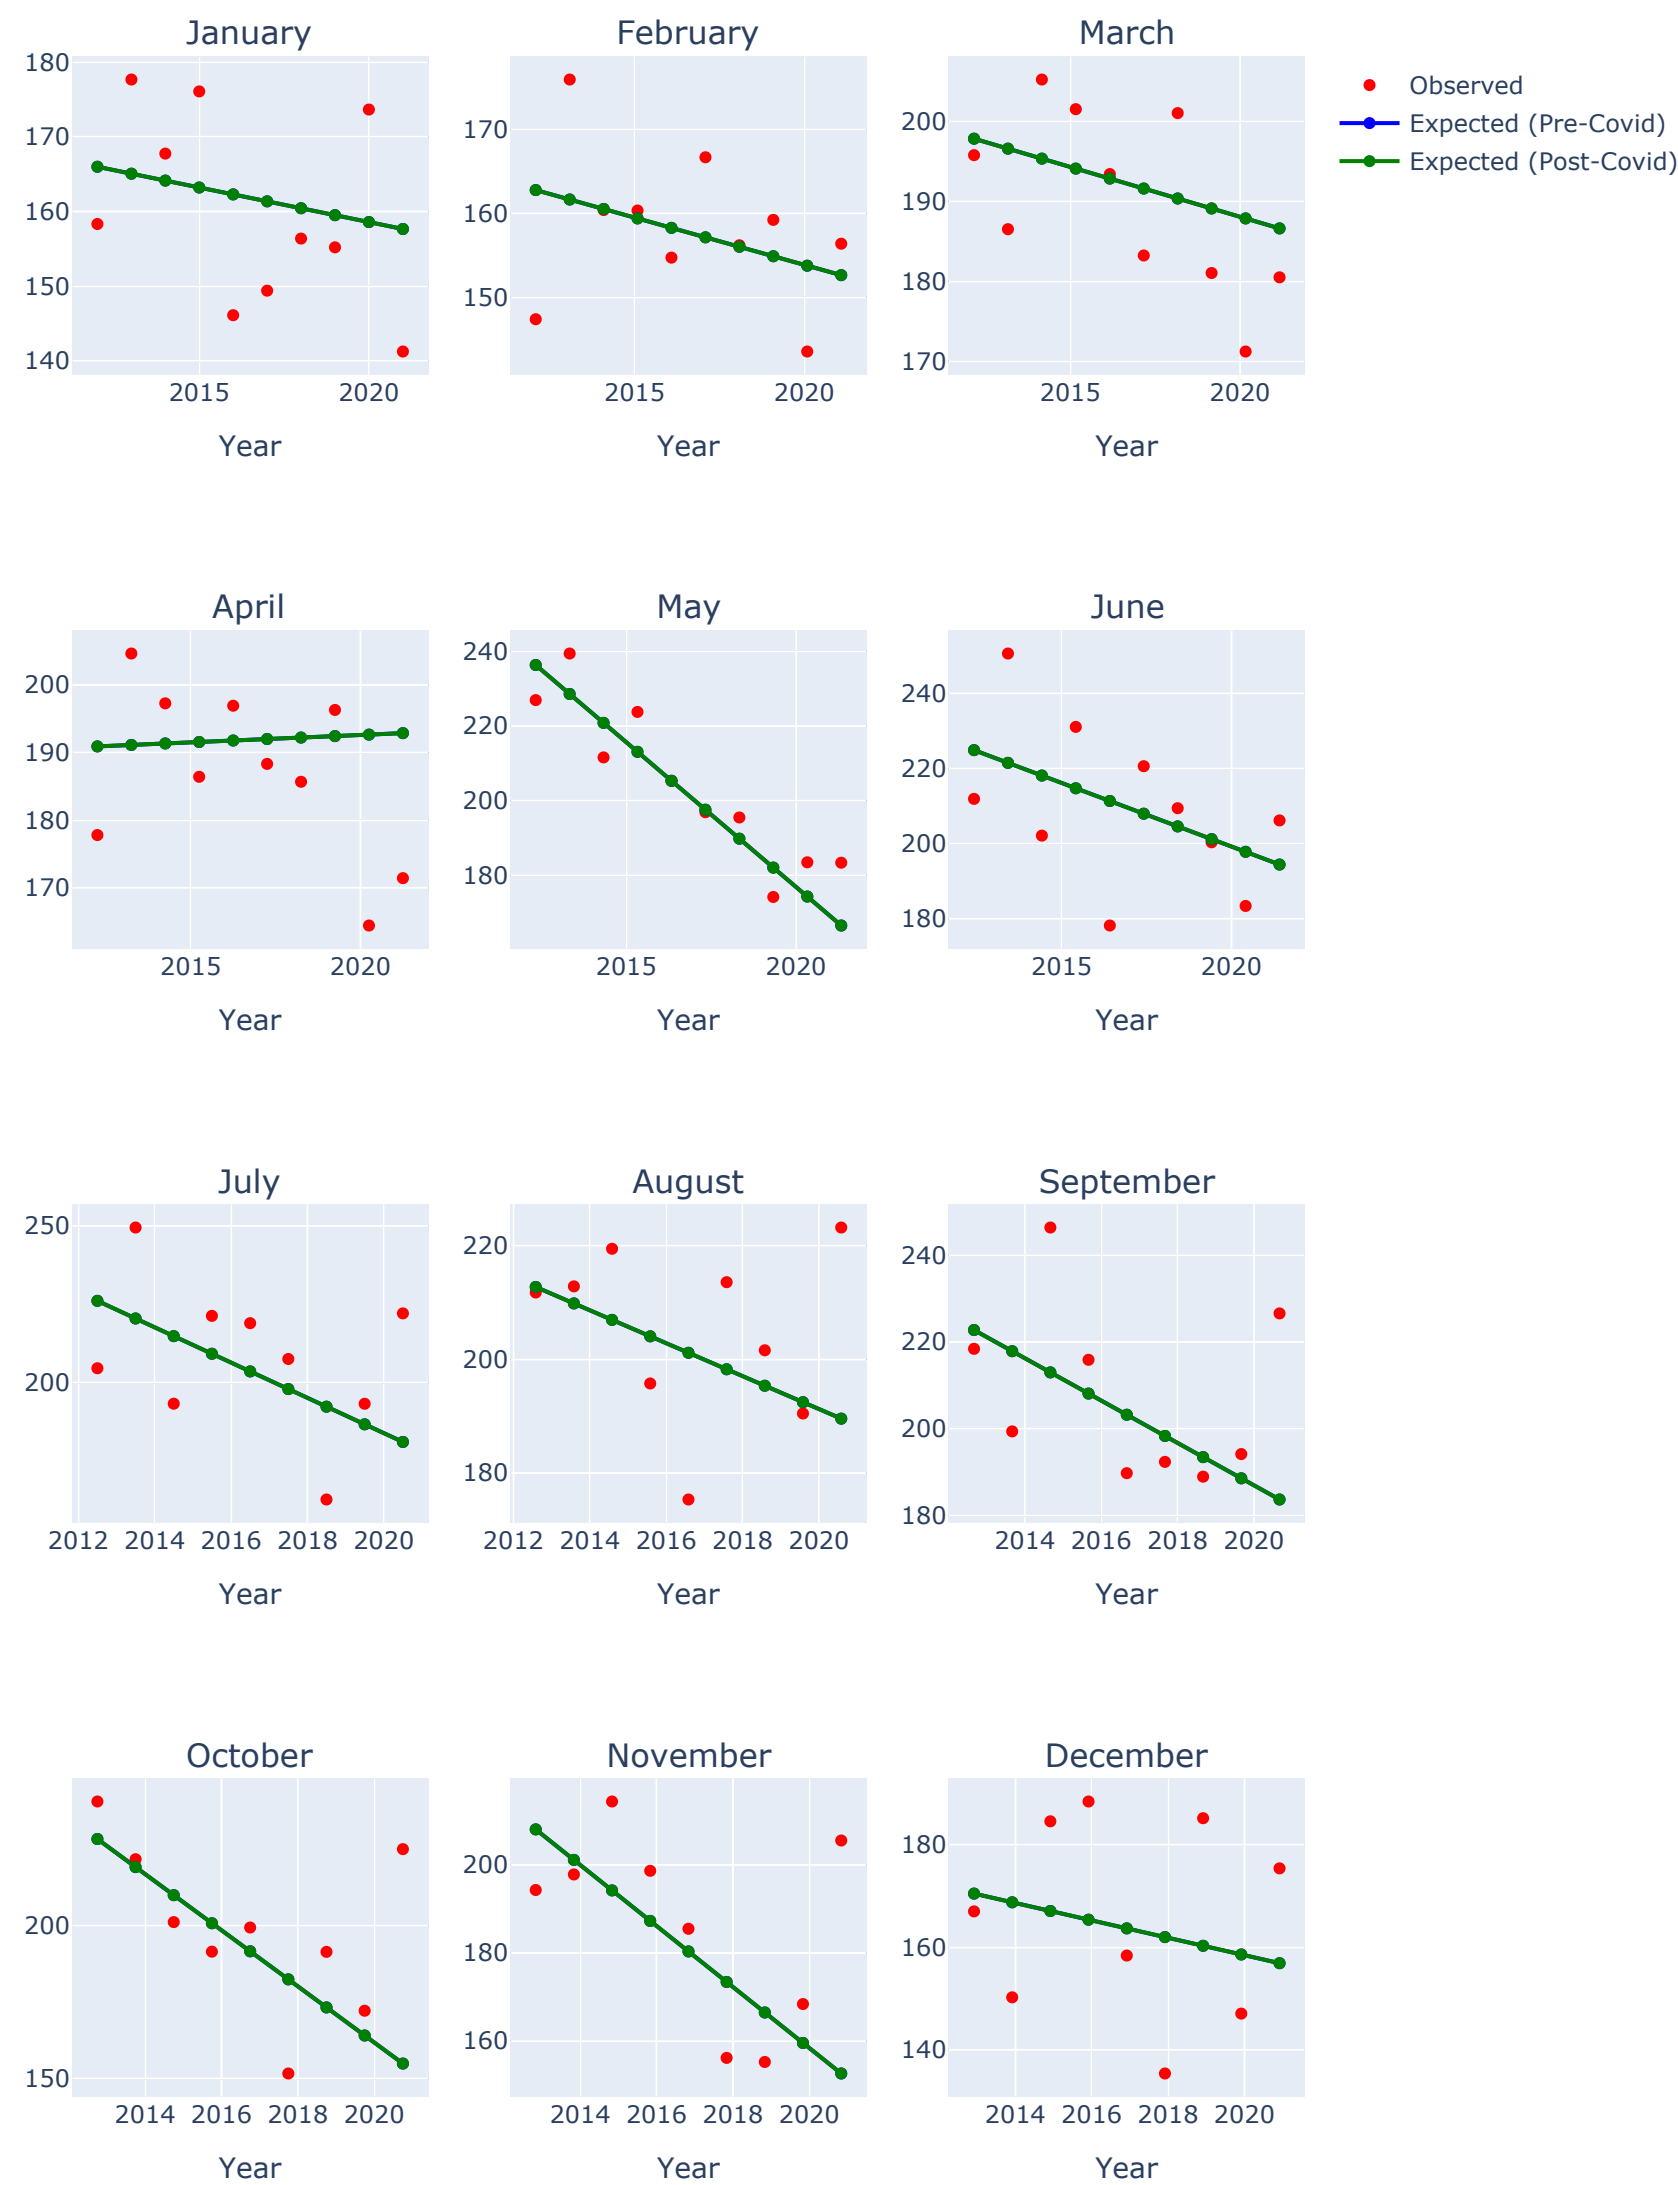 January
February
March
180
170
160
150
140
170
160
150
200
190
180
170
Observed
Expected (Pre-Covid)
Expected (Post-Covid)
2015 2020
2015 2020
2015 2020
Year
Year
Year
April
May
June
200
190
180
170
240
220
200
180
240
220
200
180
2015 2020
2015 2020
2015 2020
Year
Year
Year
July
August
September
250
200
220
200
180
240
220
200
180
2012 2014 2016 2018 2020
2012 2014 2016 2018 2020
2014 2016 2018 2020
Year
Year
Year
October
November
December
200
150
200
180
160
180
160
140
2014 2016 2018 2020
2014 2016 2018 2020
2014 2016 2018 2020
Year
Year
Year